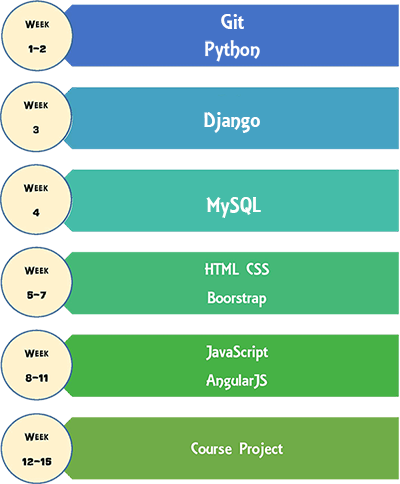 Week
1-2
Git
Python
Week
3
Django
Week
4
MySQL
Week
5-7
HTML CSS
Boorstrap
Week
8-11
JavaScript
AngularJS
Week
12-15
Course Project